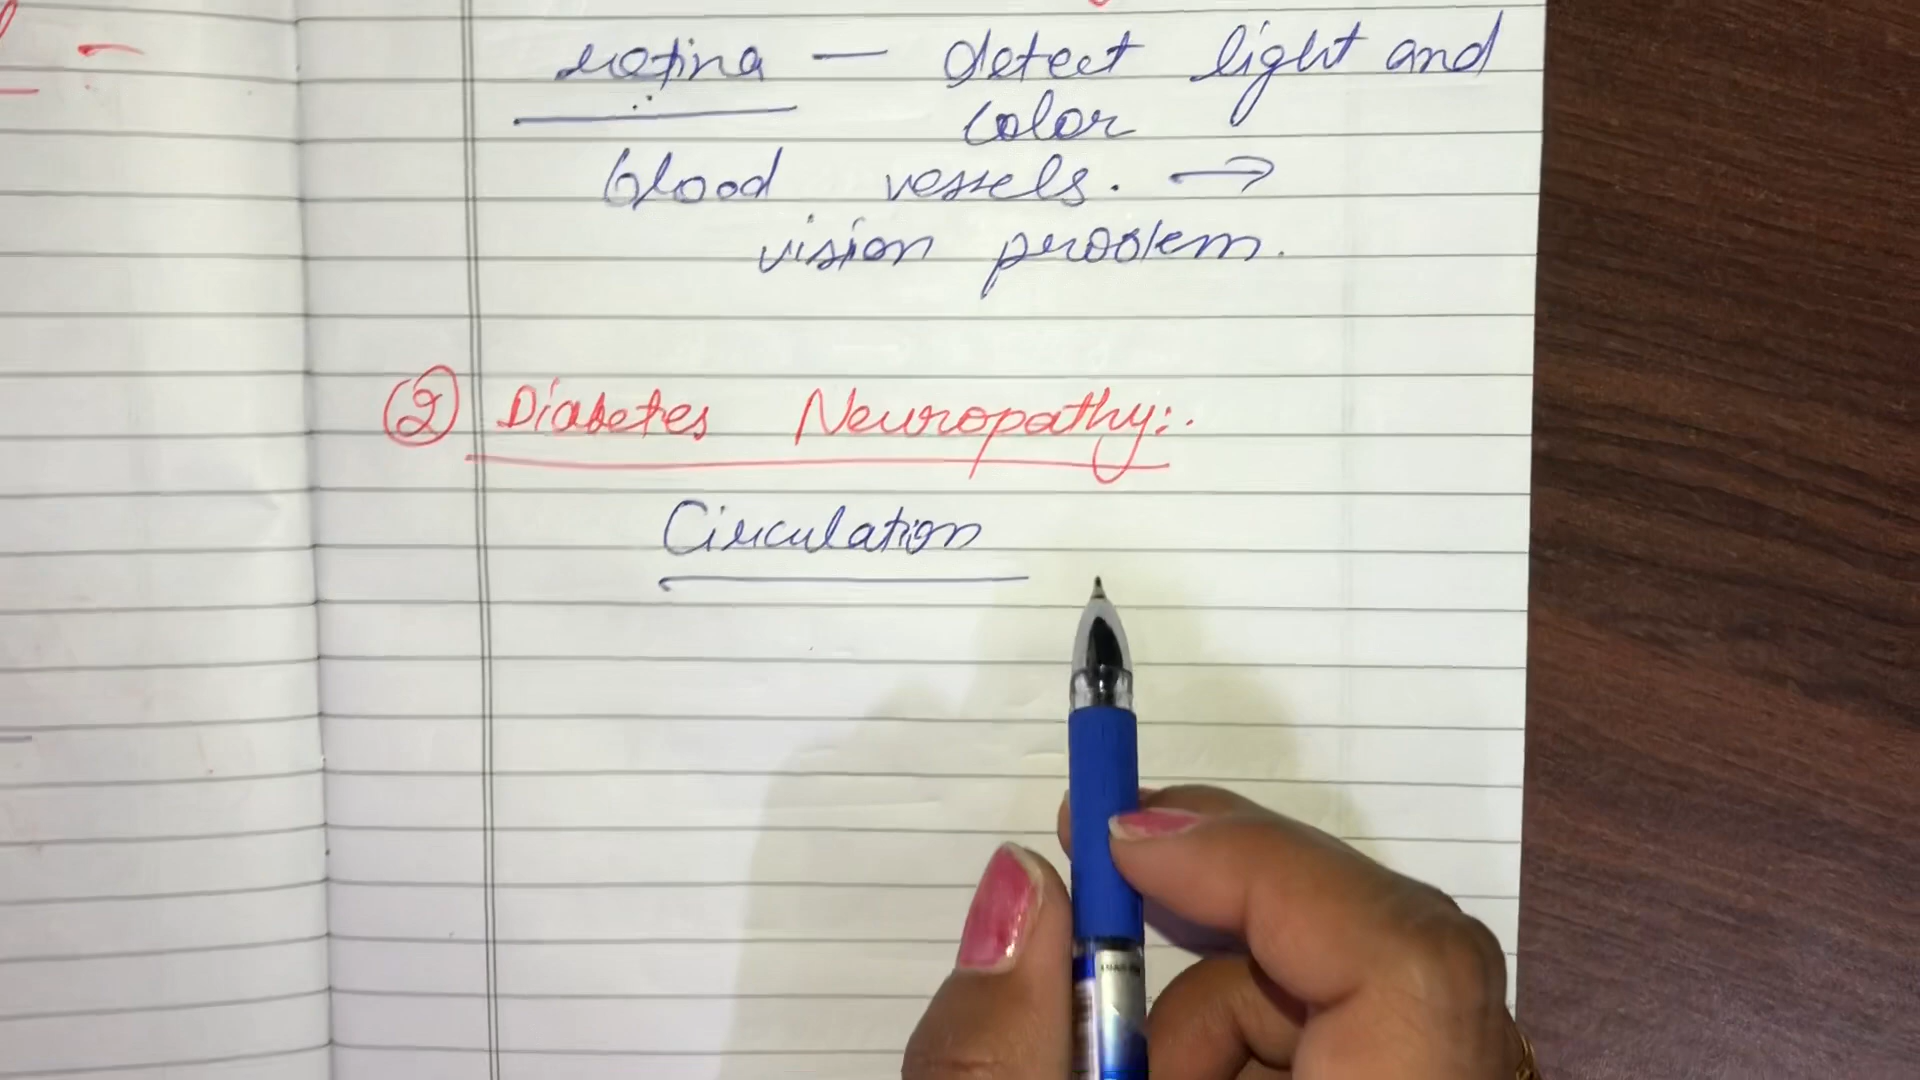 retina — detect light and
color
blood vessels. →
vision problem.
② Diabetes Neuropathy:.
Circulation